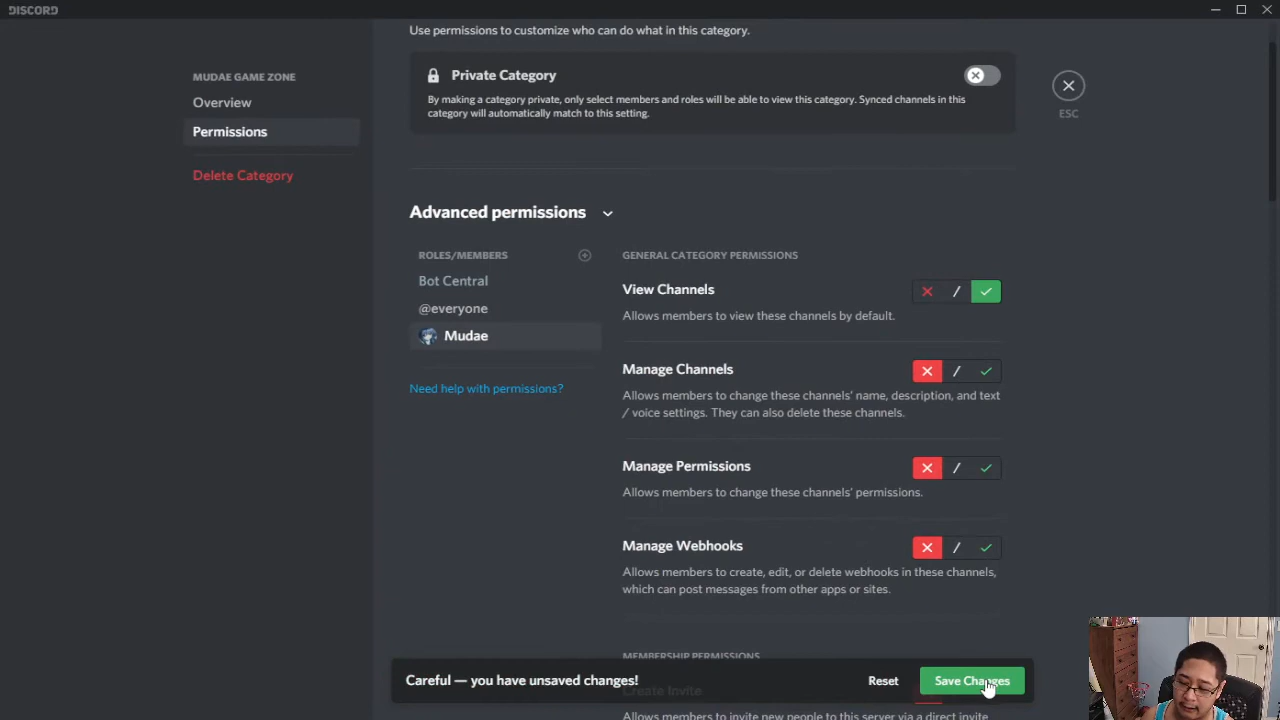 DISCORD
Use permissions to customize who can do what in this category.
MUDAE GAME ZONE
Overview
Permissions
Delete Category
Private Category
By making a category private, only select members and roles will be able to view this category. Synced channels in this
category will automatically match to this setting.
ESC
Advanced permissions
ROLES/MEMBERS
Bot Central
@everyone
Mudae
Need help with permissions?
GENERAL CATEGORY PERMISSIONS
View Channels
Allows members to view these channels by default.
Manage Channels
Allows members to change these channels' name, description, and text
/ voice settings. They can also delete these channels.
Manage Permissions
Allows members to change these channels' permissions.
Manage Webhooks
Allows members to create, edit, or delete webhooks in these channels,
which can post messages from other apps or sites.
MEMBERSHIP PERMISSIONS
Create Invite
Allows members to invite new people to this server via a direct invite
Careful — you have unsaved changes!
Reset
Save Changes